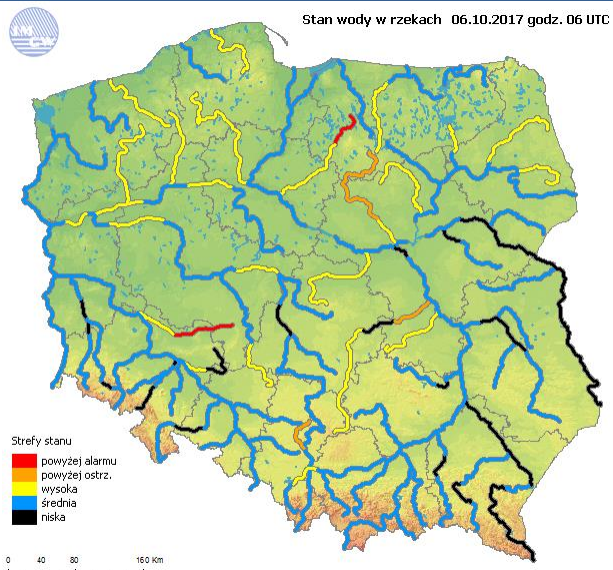 Stan wody w rzekach 06.10.2017 godz. 06 UTC
Strefy stanu
powyżej alarmu
powyżej ostrz.
wysoka
średnia
niska
0 40 80 160 Km